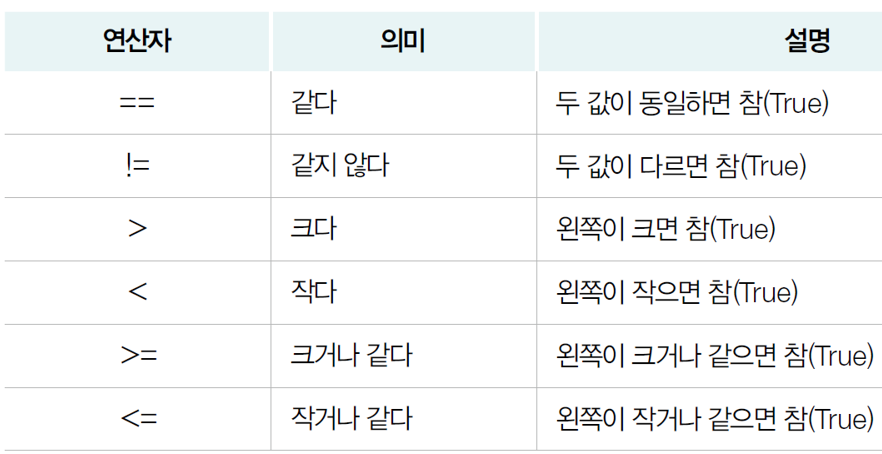 연산자 의미 설명
== 같다 두 값이 동일하면 참(True)
!= 같지 않다 두 값이 다르면 참(True)
> 크다 왼쪽이 크면 참(True)
< 작다 왼쪽이 작으면 참(True)
>= 크거나 같다 왼쪽이 크거나 같으면 참(True)
<= 작거나 같다 왼쪽이 작거나 같으면 참(True)